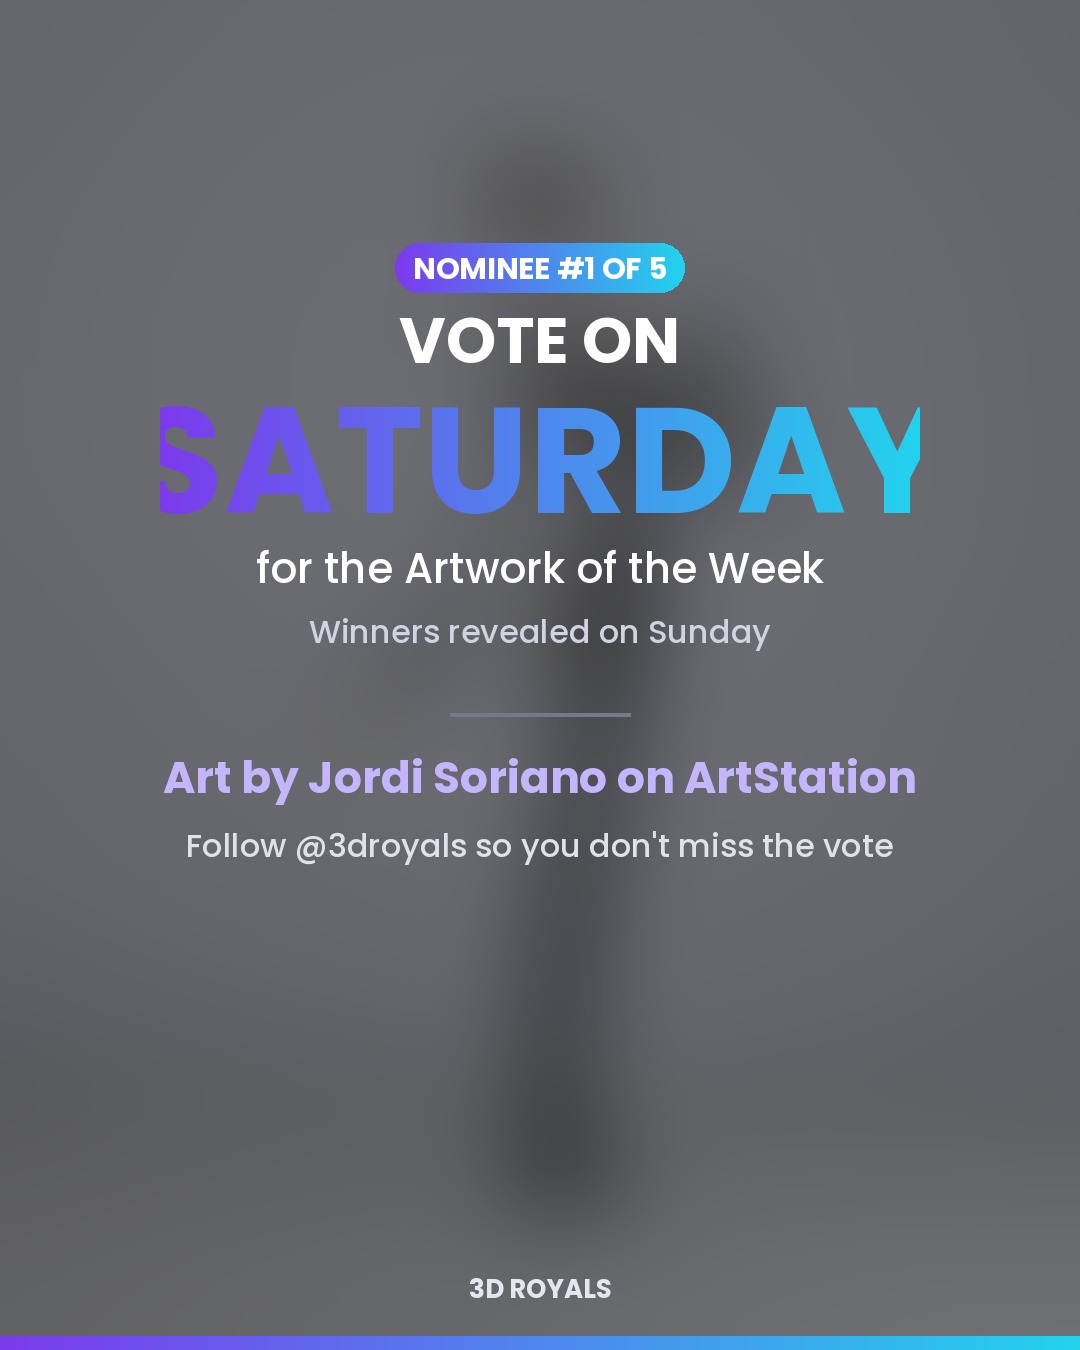 NOMINEE #1 OF 5
VOTE ON
SATURDAY
for the Artwork of the Week
Winners revealed on Sunday
Art by Jordi Soriano on ArtStation
Follow @3droyals so you don't miss the vote
3D ROYALS